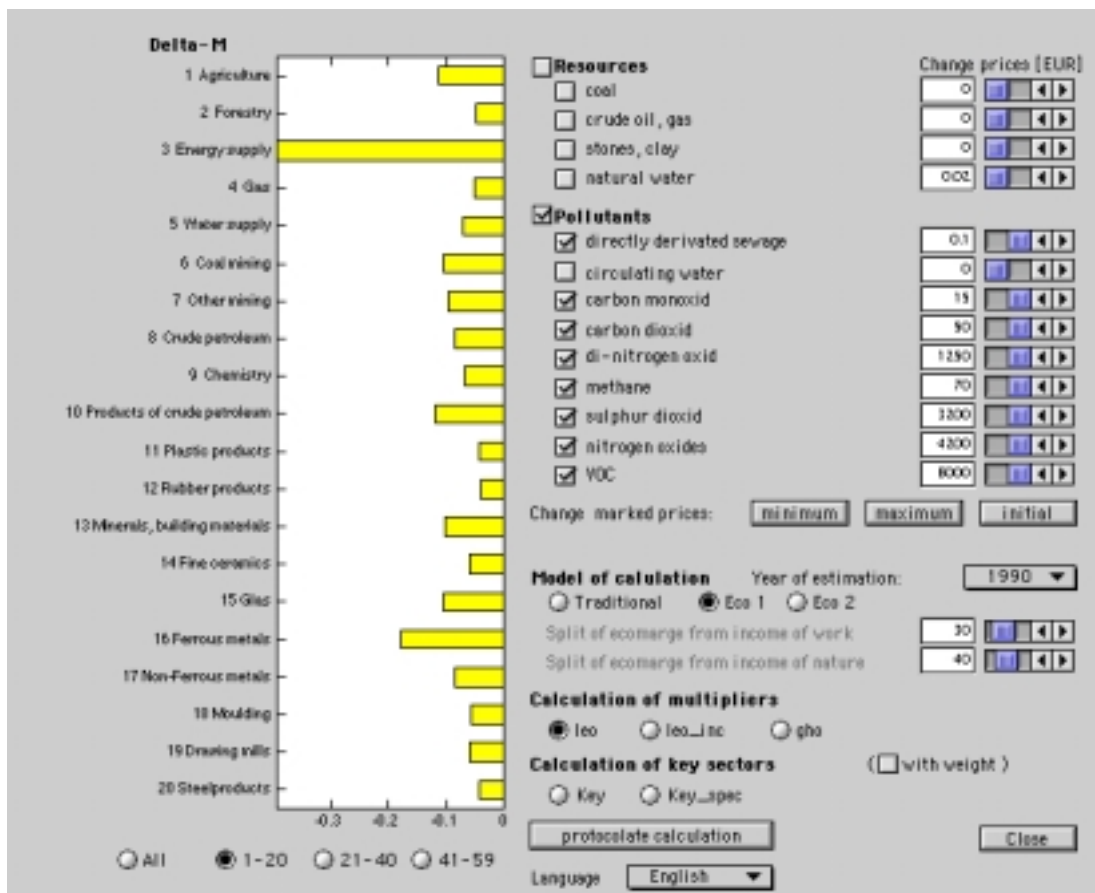 Delta-M
1 Agriculture
2 Forestry
3 Energy supply
4 Gas
5 Water supply
6 Coal mining
7 Other mining
8 Crude petroleum
9 Chemistry
10 Products of crude petroleum
11 Plastic products
12 Rubber products
13 Minerals, building materials
14 Fine ceramics
15 Glas
16 Ferrous metals
17 Non-Ferrous metals
18 Moulding
19 Drawing mills
20 Steelproducts
-0.3 -0.2 -0.1 0
All 1-20 21-40 41-59
Resources Change prices [EUR]
coal 0
crude oil, gas 0
stones, clay 0
natural water 0.02
Pollutants
directly derivated sewage 0.1
circulating water 0
carbon monoxid 15
carbon dioxid 50
di-nitrogen oxid 1250
methane 70
sulphur dioxid 3200
nitrogen oxides 4200
VOC 8000
Change marked prices: minimum maximum initial
Model of calulation Year of estimation: 1990
Traditional Eco 1 Eco 2
Split of ecomarge from income of work 30
Split of ecomarge from income of nature 40
Calculation of multipliers
leo leo_inc gho
Calculation of key sectors ( with weight )
Key Key_spec
protocolate calculation Close
Language English